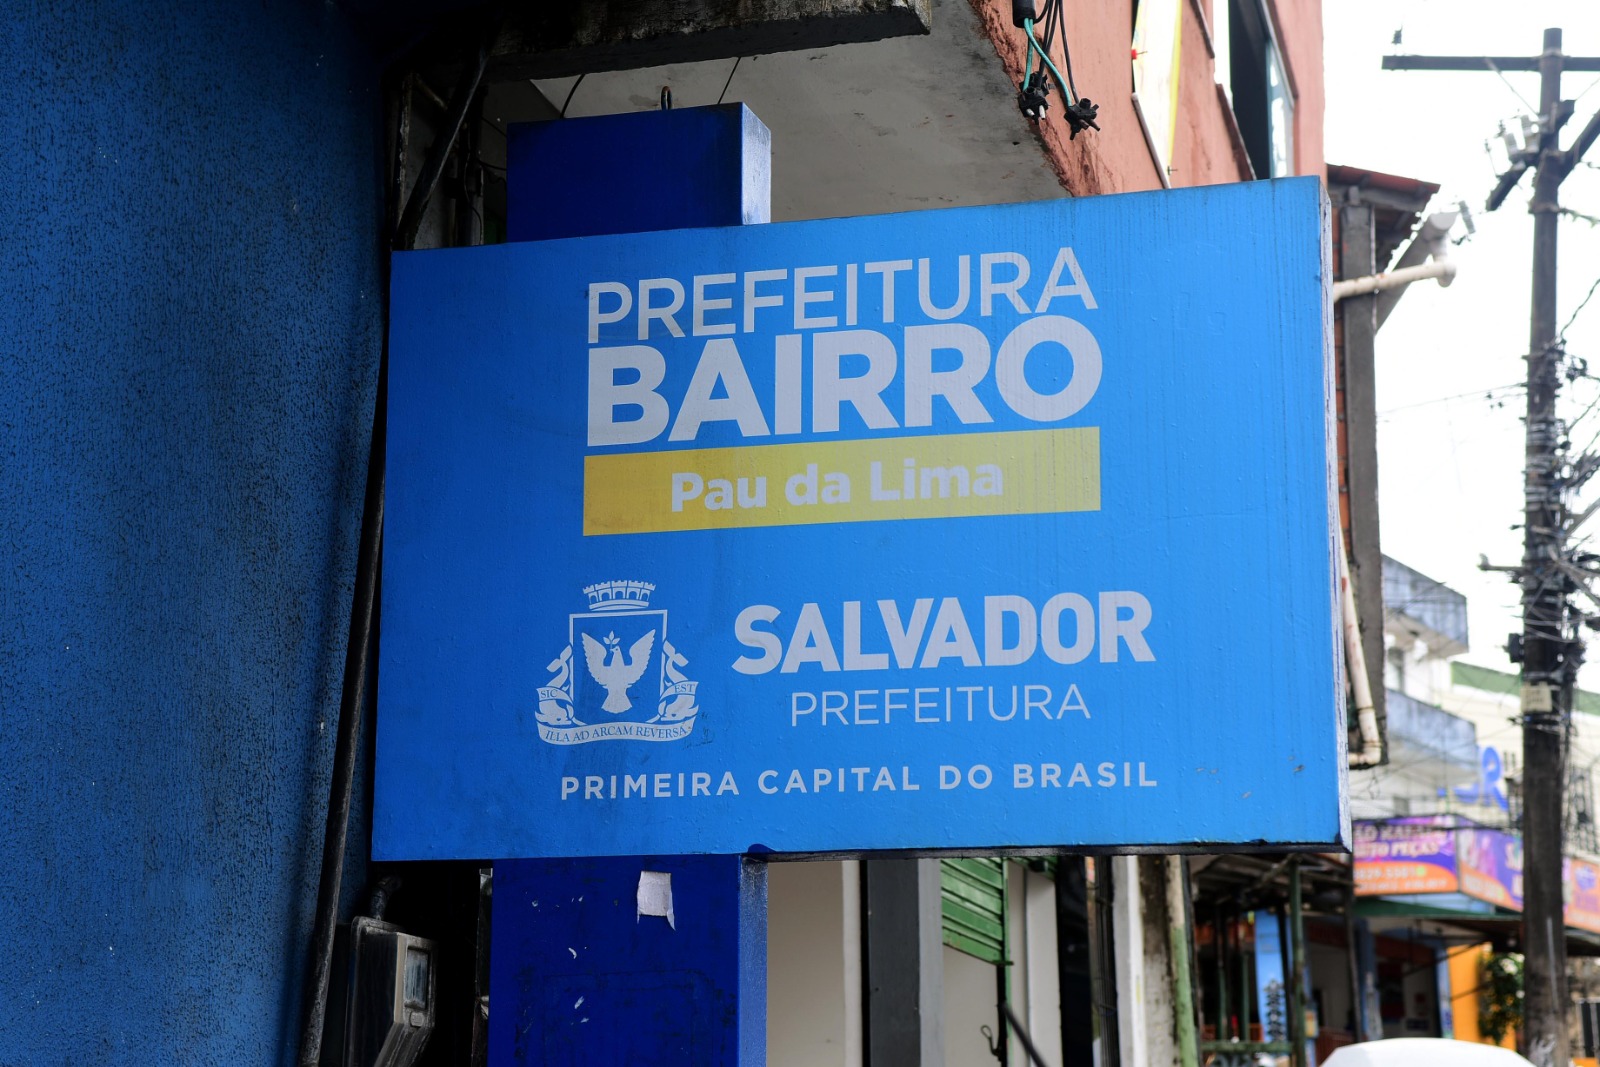 PREFEITURA
BAIRRO
Pau da Lima
SALVADOR
PREFEITURA
SIC EST
ILLA AD ARCAM REVERSA
PRIMEIRA CAPITAL DO BRASIL